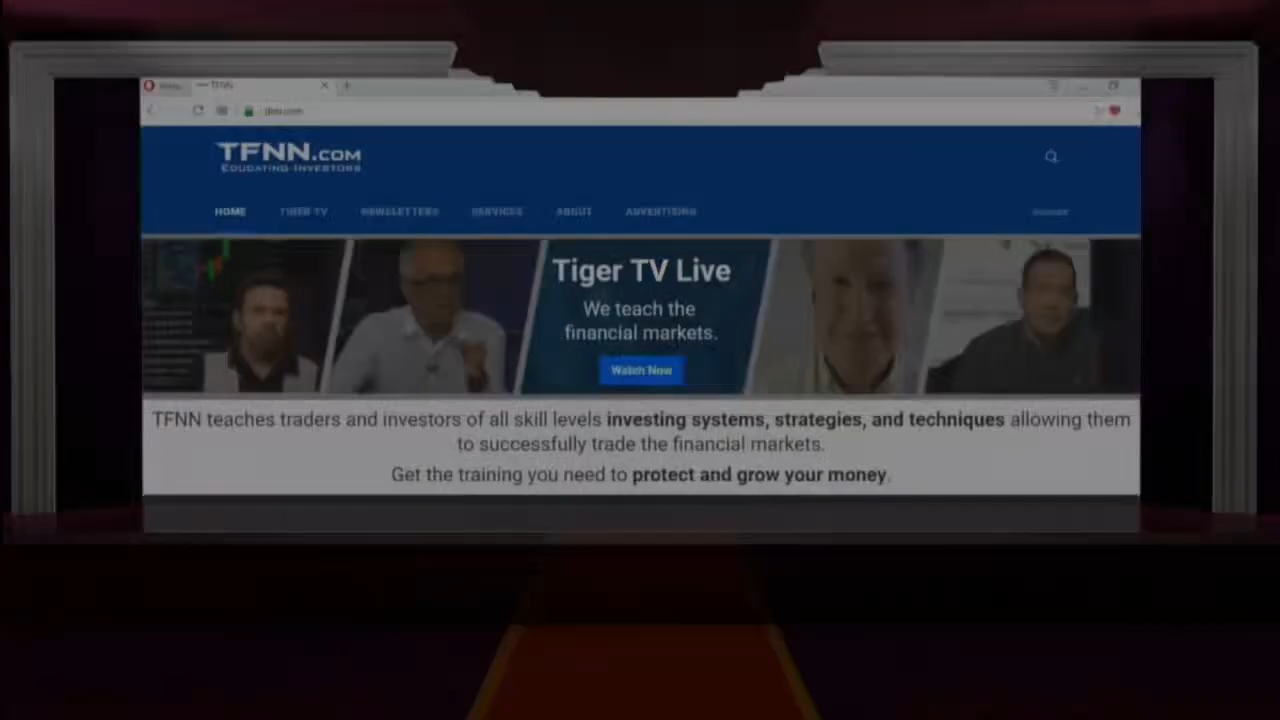 TFNN
TFNN.COM
EDUCATING INVESTORS
HOME TIGER TV NEWSLETTERS SERVICES ABOUT ADVERTISING
Tiger TV Live
We teach the
financial markets.
Watch Now
TFNN teaches traders and investors of all skill levels investing systems, strategies, and techniques allowing them
to successfully trade the financial markets.
Get the training you need to protect and grow your money.